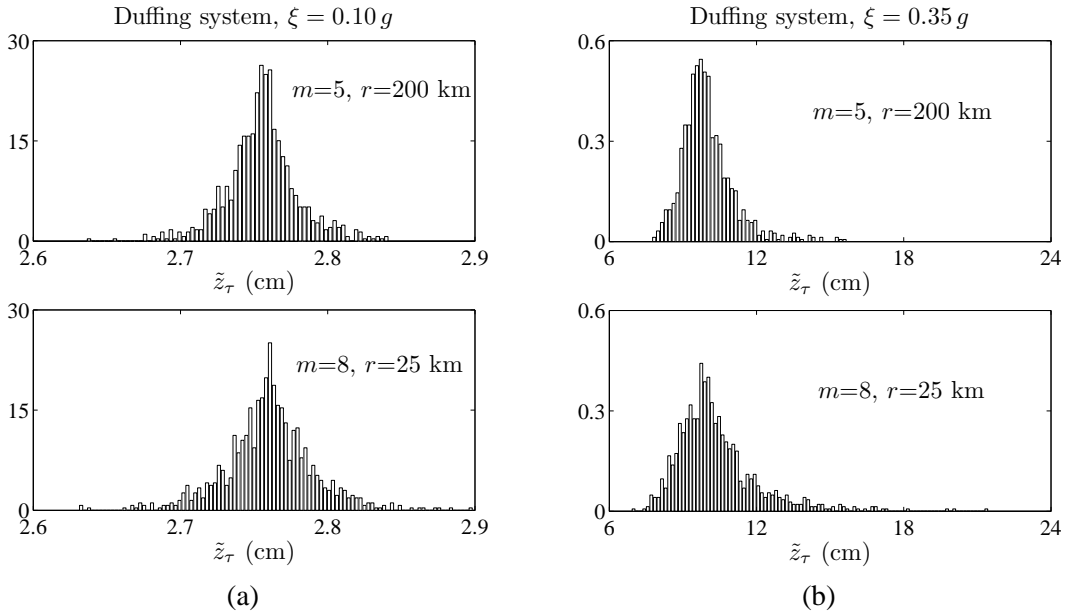 Duffing system, ξ = 0.10 g
30
15
0
m=5, r=200 km
2.6 2.7 2.8 2.9
z̃τ (cm)
30
15
0
m=8, r=25 km
2.6 2.7 2.8 2.9
z̃τ (cm)
(a)
Duffing system, ξ = 0.35 g
0.6
0.3
0
m=5, r=200 km
6 12 18 24
z̃τ (cm)
0.6
0.3
0
m=8, r=25 km
6 12 18 24
z̃τ (cm)
(b)